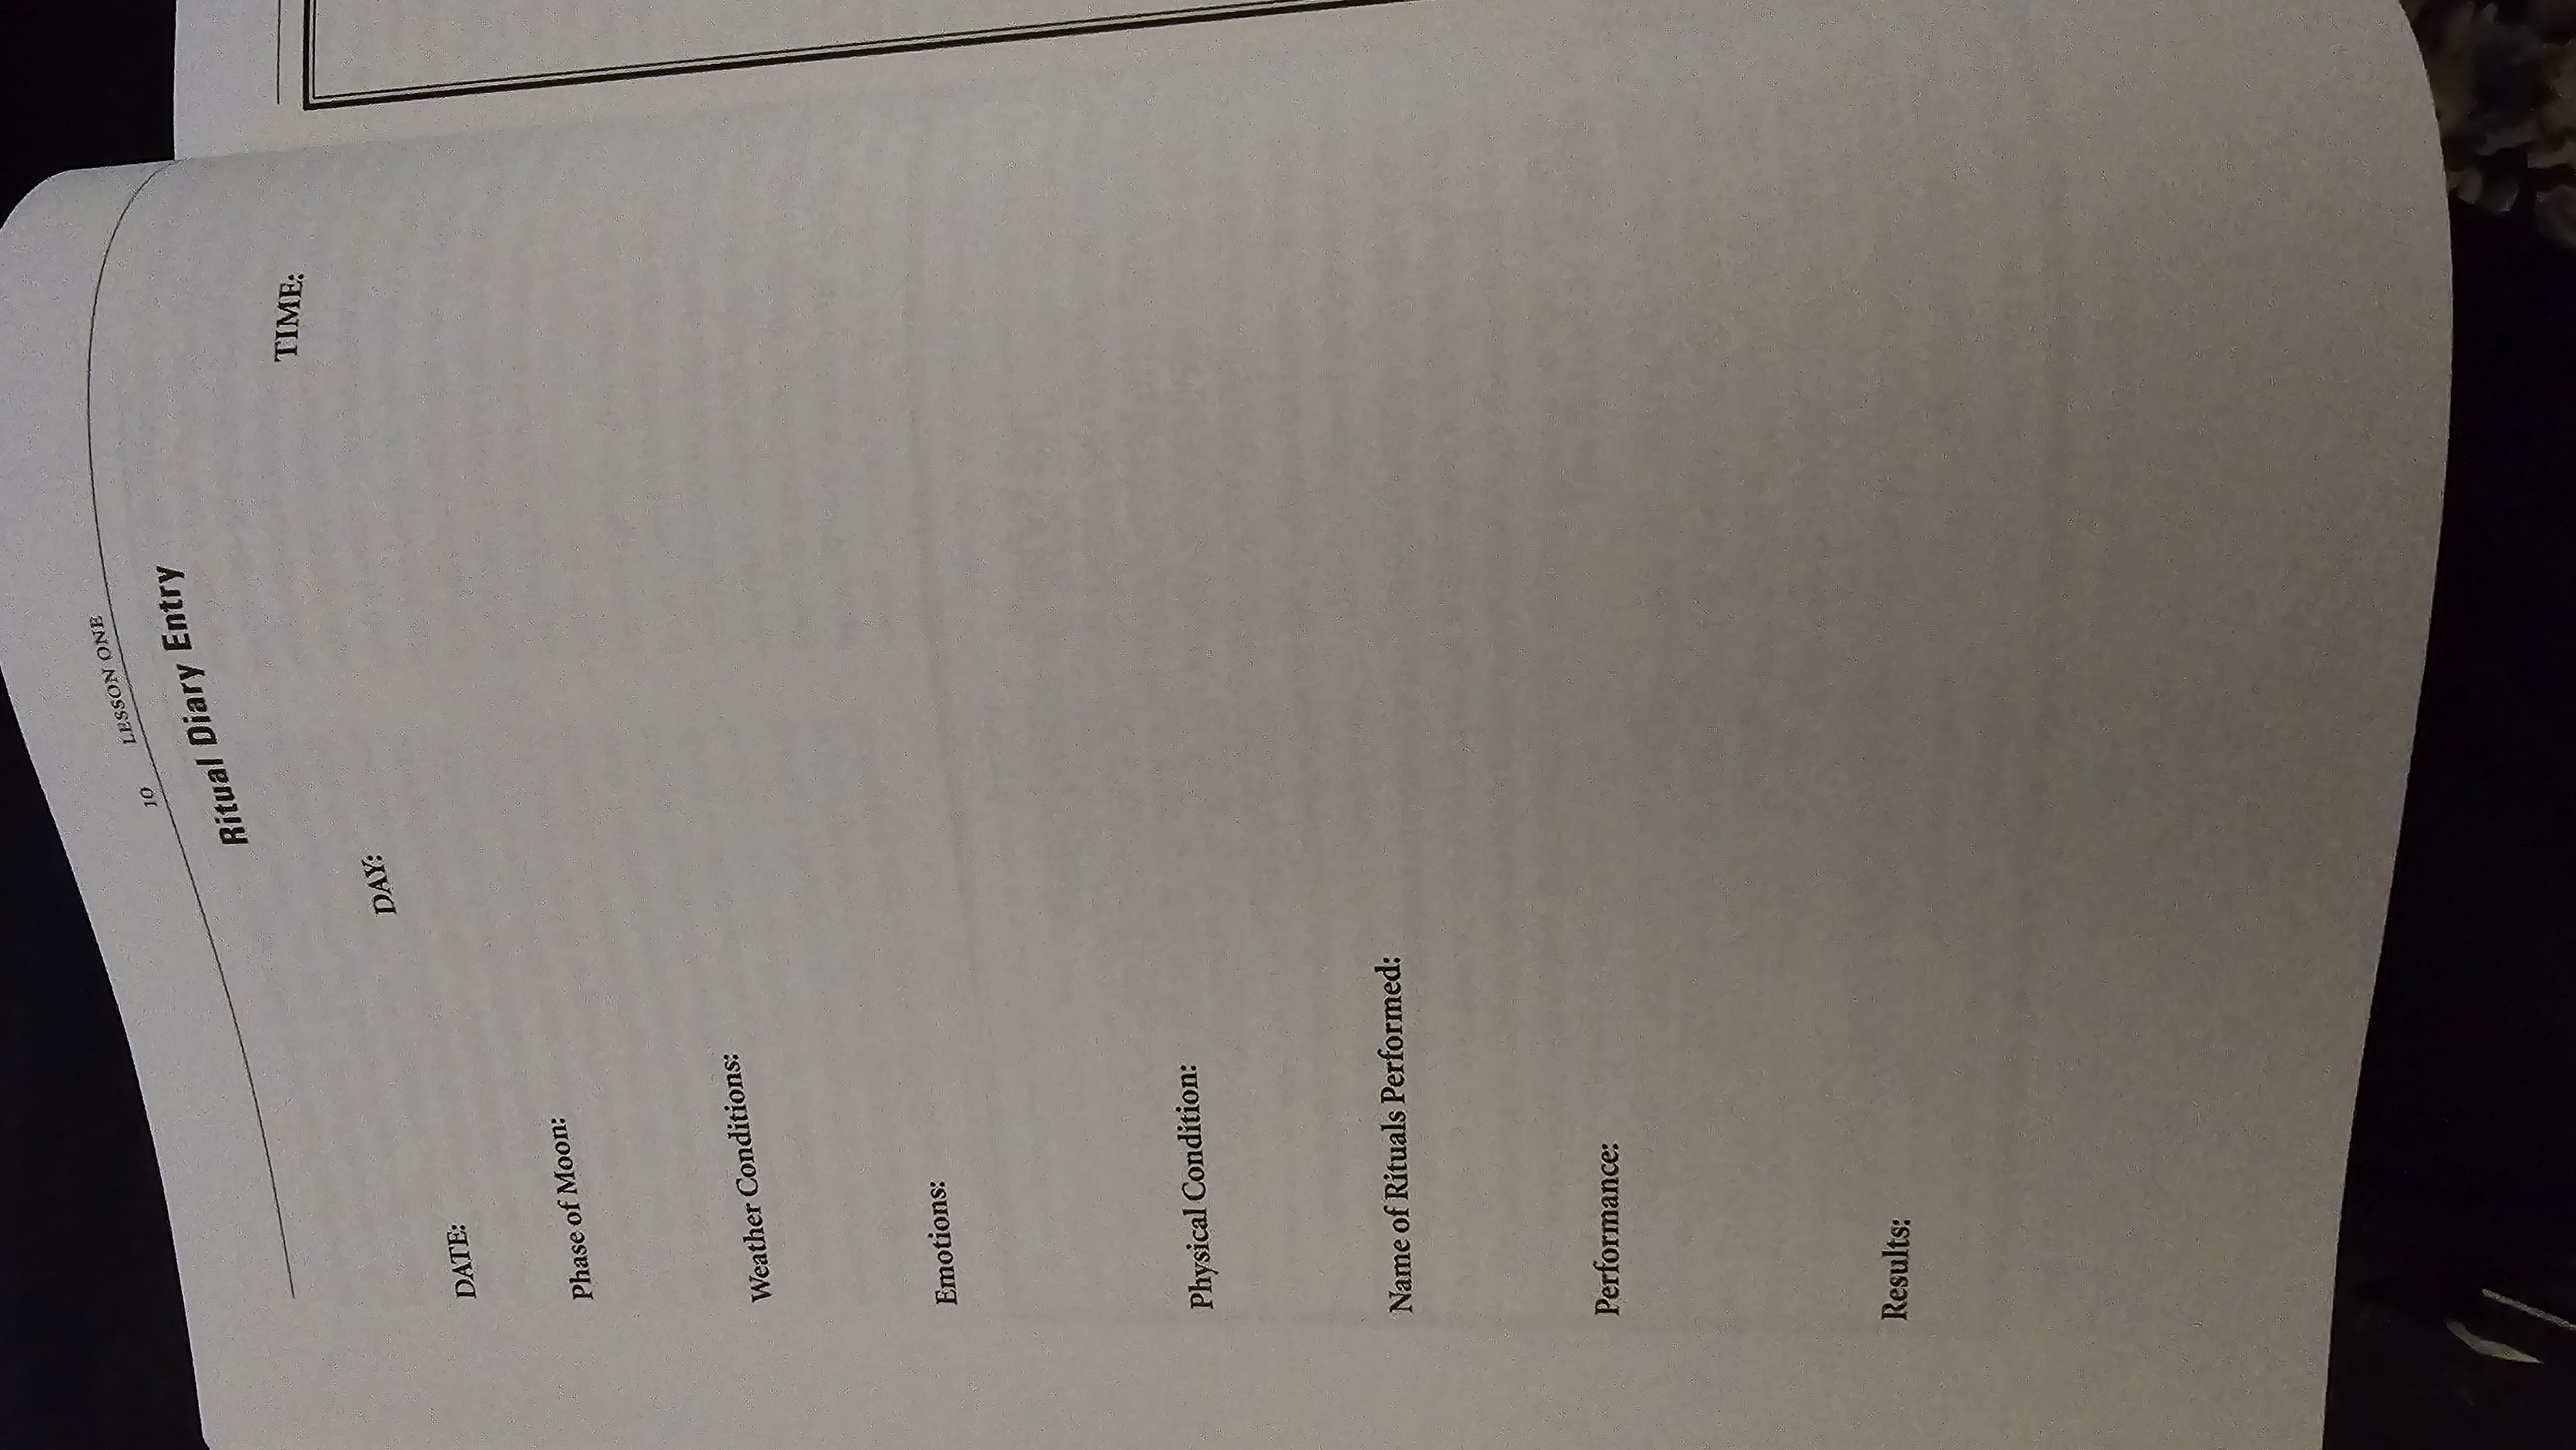 10 LESSON ONE
Ritual Diary Entry
DATE: DAY: TIME:
Phase of Moon:
Weather Conditions:
Emotions:
Physical Condition:
Name of Rituals Performed:
Performance:
Results: